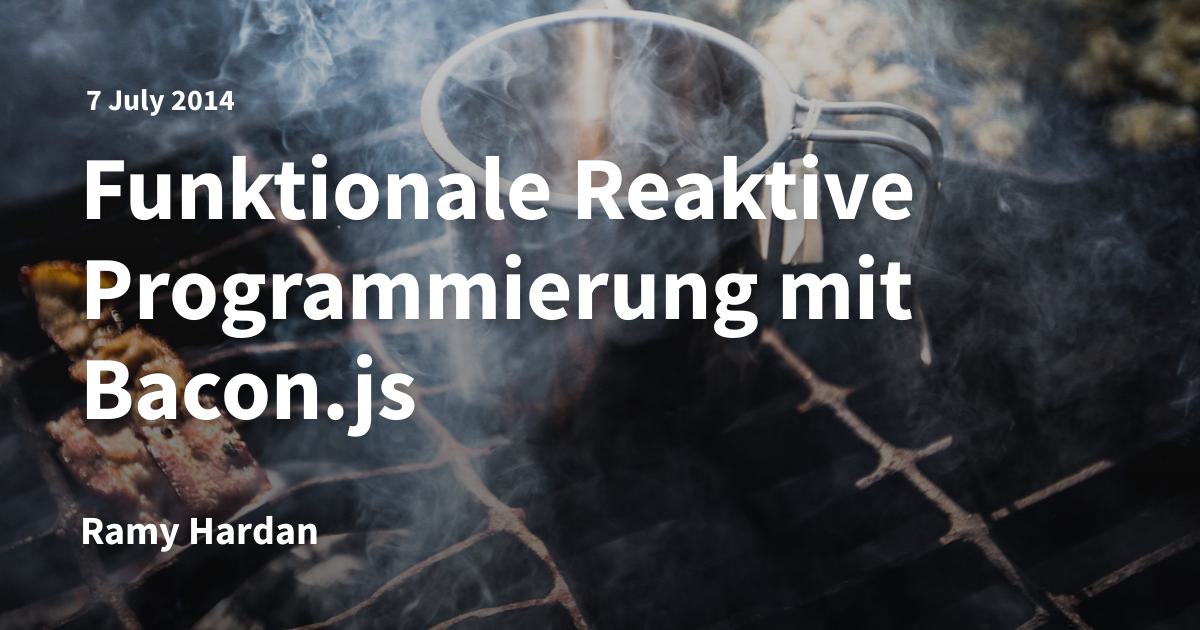 7 July 2014
Funktionale Reaktive
Programmierung mit
Bacon.js
Ramy Hardan